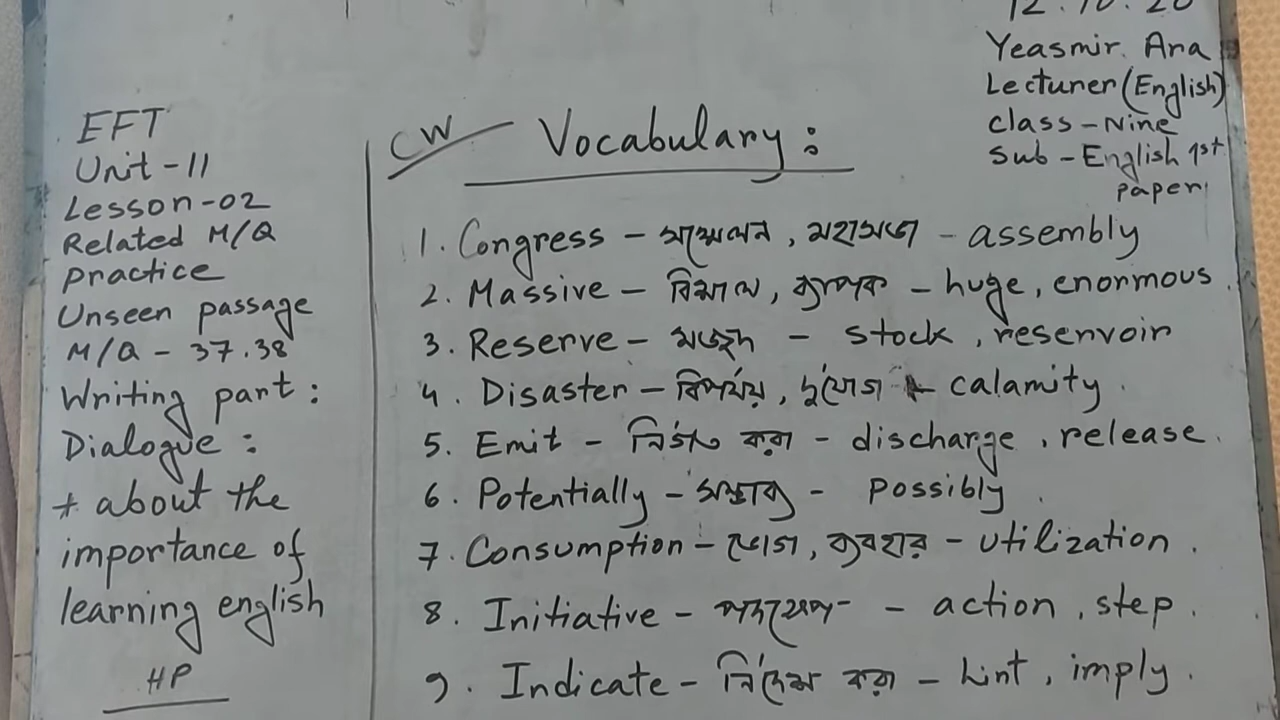 12.10.20
Yeasmir. Ara
Lecturer (English)
Class - Nine
Sub - English 1st
paper
EFT
Unit - 11
Lesson - 02
Related M/Q
practice
Unseen passage
M/Q - 37.38
Writing part :
Dialogue :
+ about the
importance of
learning english
HP
CW Vocabulary :
1. Congress - সম্মেলন, মহাসভা - assembly
2. Massive - বিশাল, ব্যাপক - huge, enormous.
3. Reserve - মজুদ - stock, reservoir
4. Disaster - বিপর্যয়, দুর্যোগ - calamity.
5. Emit - নির্গত করা - discharge, release.
6. Potentially - সম্ভাব্য - possibly.
7. Consumption - ভোগ, ব্যবহার - utilization.
8. Initiative - পদক্ষেপ - action, step.
9. Indicate - নির্দেশ করা - hint, imply.